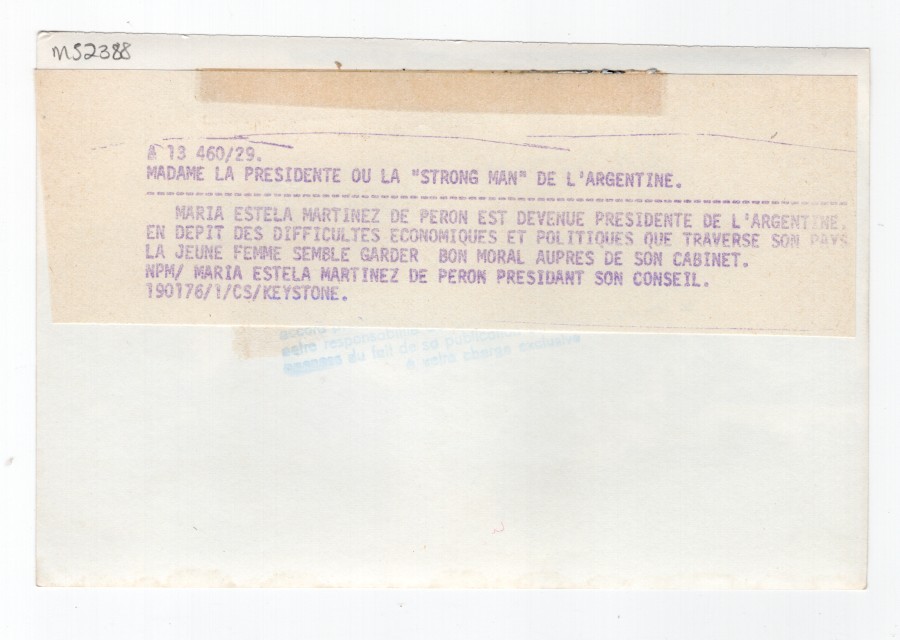 MS2388
A 13 460/29.
MADAME LA PRESIDENTE OU LA "STRONG MAN" DE L'ARGENTINE.
MARIA ESTELA MARTINEZ DE PERON EST DEVENUE PRESIDENTE DE L'ARGENTINE.
EN DEPIT DES DIFFICULTES ECONOMIQUES ET POLITIQUES QUE TRAVERSE SON PAYS
LA JEUNE FEMME SEMBLE GARDER BON MORAL AUPRES DE SON CABINET.
NPM/ MARIA ESTELA MARTINEZ DE PERON PRESIDANT SON CONSEIL.
190176/1/CS/KEYSTONE.
votre responsabilité
du fait de sa publication
à votre charge exclusive